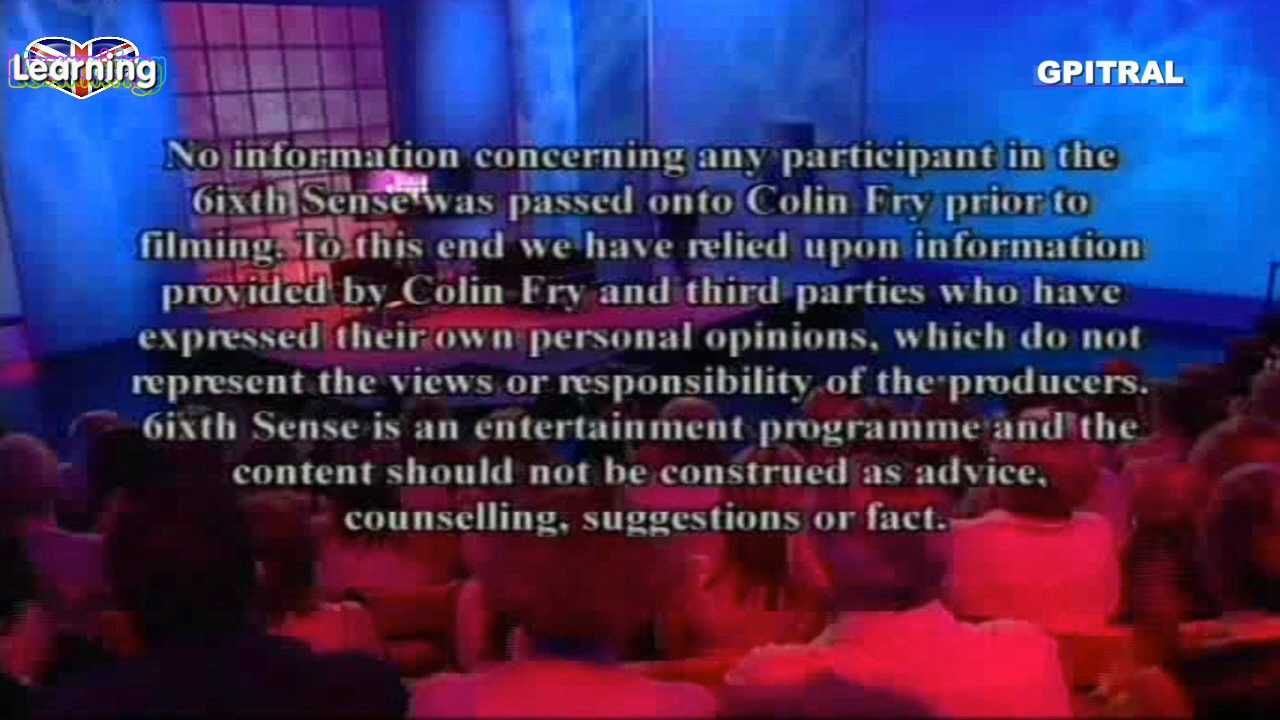 Learning
GPITRAL
No information concerning any participant in the
6ixth Sense was passed onto Colin Fry prior to
filming. To this end we have relied upon information
provided by Colin Fry and third parties who have
expressed their own personal opinions, which do not
represent the views or responsibility of the producers.
6ixth Sense is an entertainment programme and the
content should not be construed as advice,
counselling, suggestions or fact.